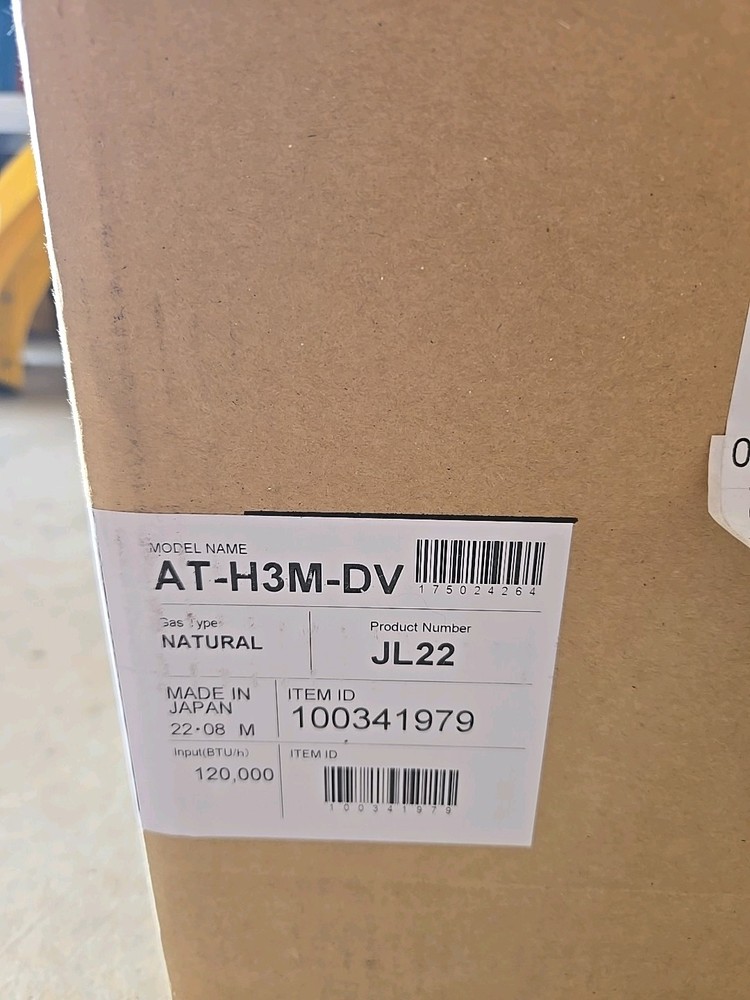 MODEL NAME
AT-H3M-DV
175024264
Gas Type
NATURAL
Product Number
JL22
MADE IN
JAPAN
22·08 M
ITEM ID
100341979
Input(BTU/h)
120,000
ITEM ID
100341979
0